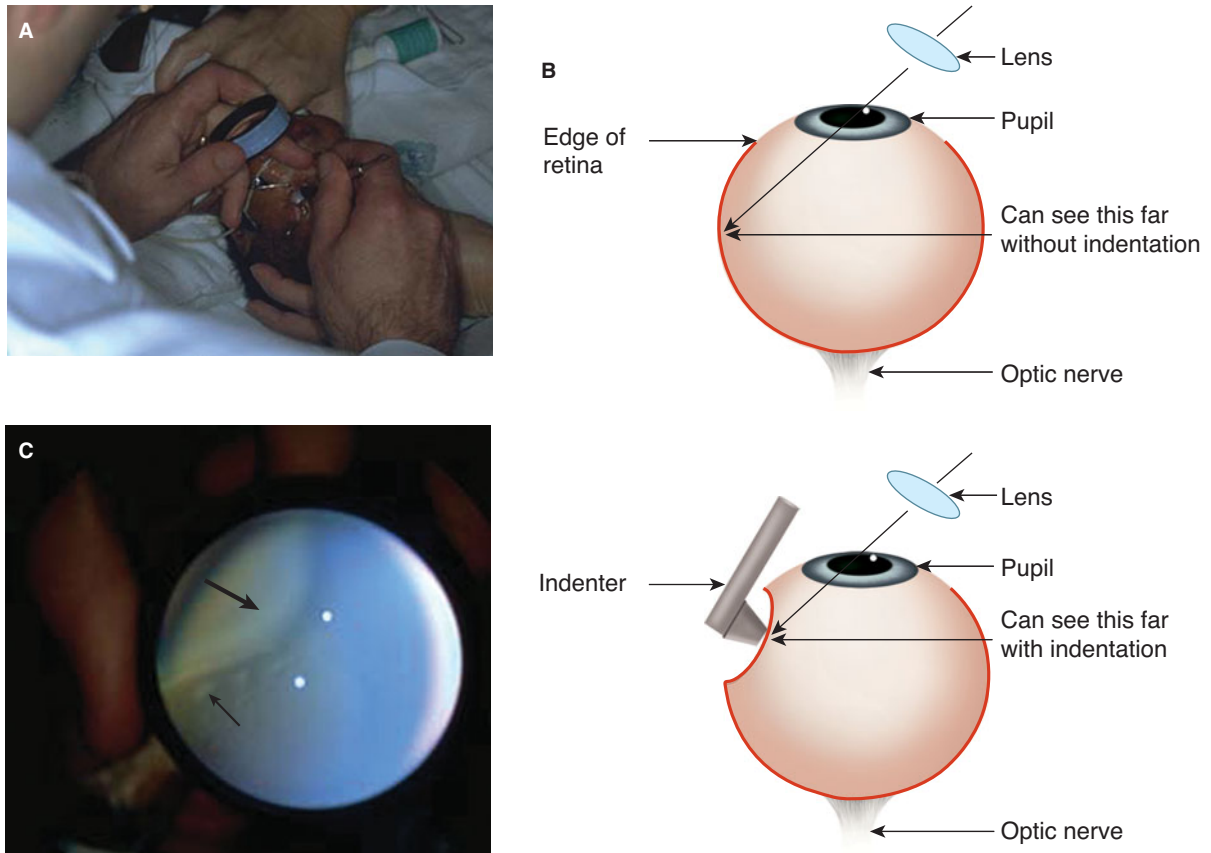 A
B
Lens
Pupil
Edge of
retina
Can see this far
without indentation
Optic nerve
C
Lens
Indenter
Pupil
Can see this far
with indentation
Optic nerve